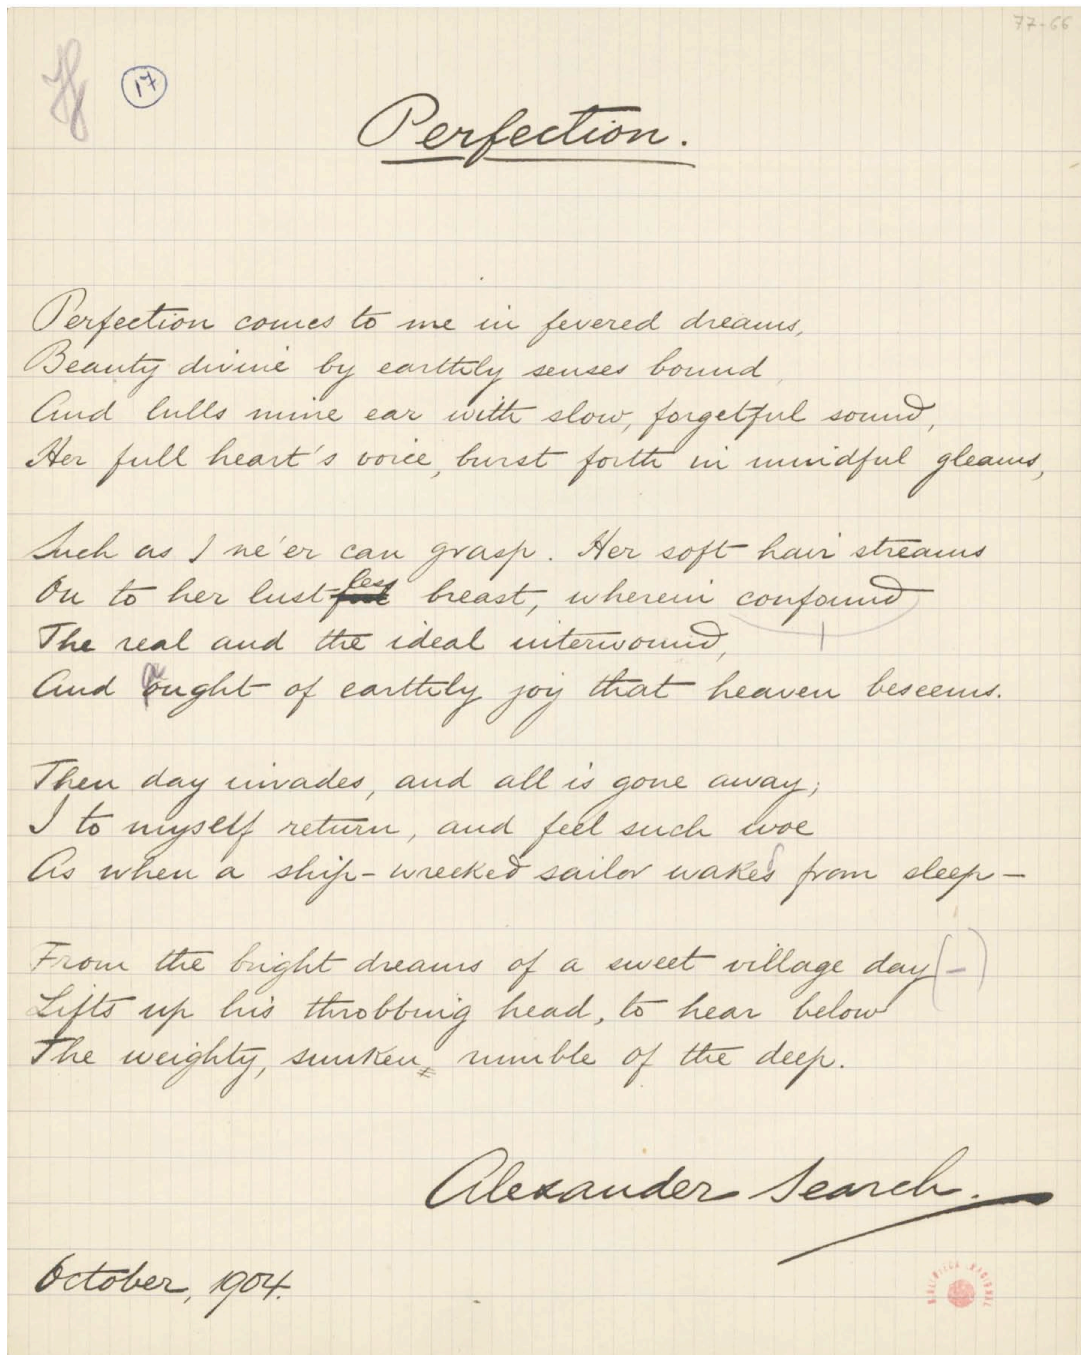 77-66
17
Perfection.
Perfection comes to me in fevered dreams,
Beauty divine by earthly senses bound,
And lulls mine ear with slow, forgetful sound,
Her full heart's voice, burst forth in mindful gleams,
Such as I ne'er can grasp. Her soft hair streams
On to her lustless breast, wherein confound
The real and the ideal interwound,
And aught of earthly joy that heaven beseems.
Then day invades, and all is gone away;
I to myself return, and feel such woe
As when a ship-wrecked sailor wakes from sleep —
From the bright dreams of a sweet village day (—)
Lifts up his throbbing head, to hear below
The weighty, sunken rumble of the deep.
Alexander Search.
October, 1904.
BIBLIOTECA NACIONAL